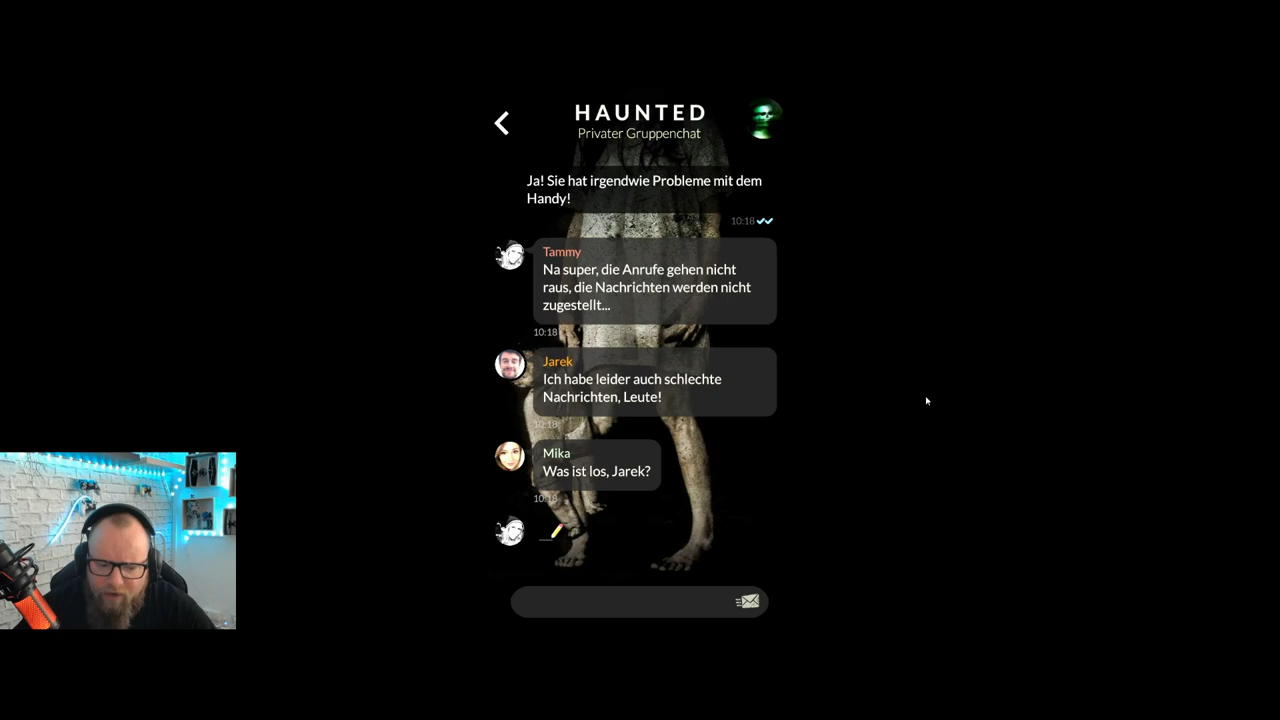 HAUNTED
Privater Gruppenchat
Ja! Sie hat irgendwie Probleme mit dem
Handy!
10:18
Tammy
Na super, die Anrufe gehen nicht
raus, die Nachrichten werden nicht
zugestellt...
10:18
Jarek
Ich habe leider auch schlechte
Nachrichten, Leute!
10:18
Mika
Was ist los, Jarek?
10:18